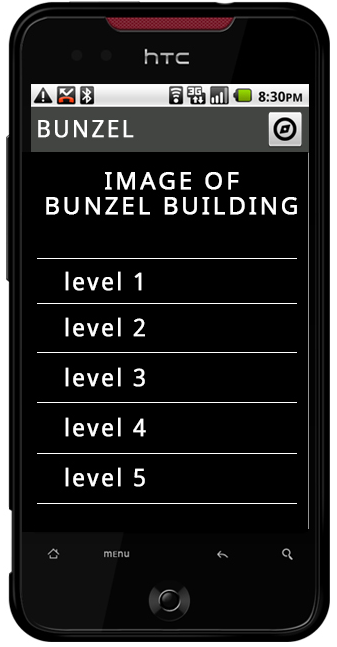 hTC
3G
8:30PM
BUNZEL
IMAGE OF
BUNZEL BUILDING
level 1
level 2
level 3
level 4
level 5
MENU